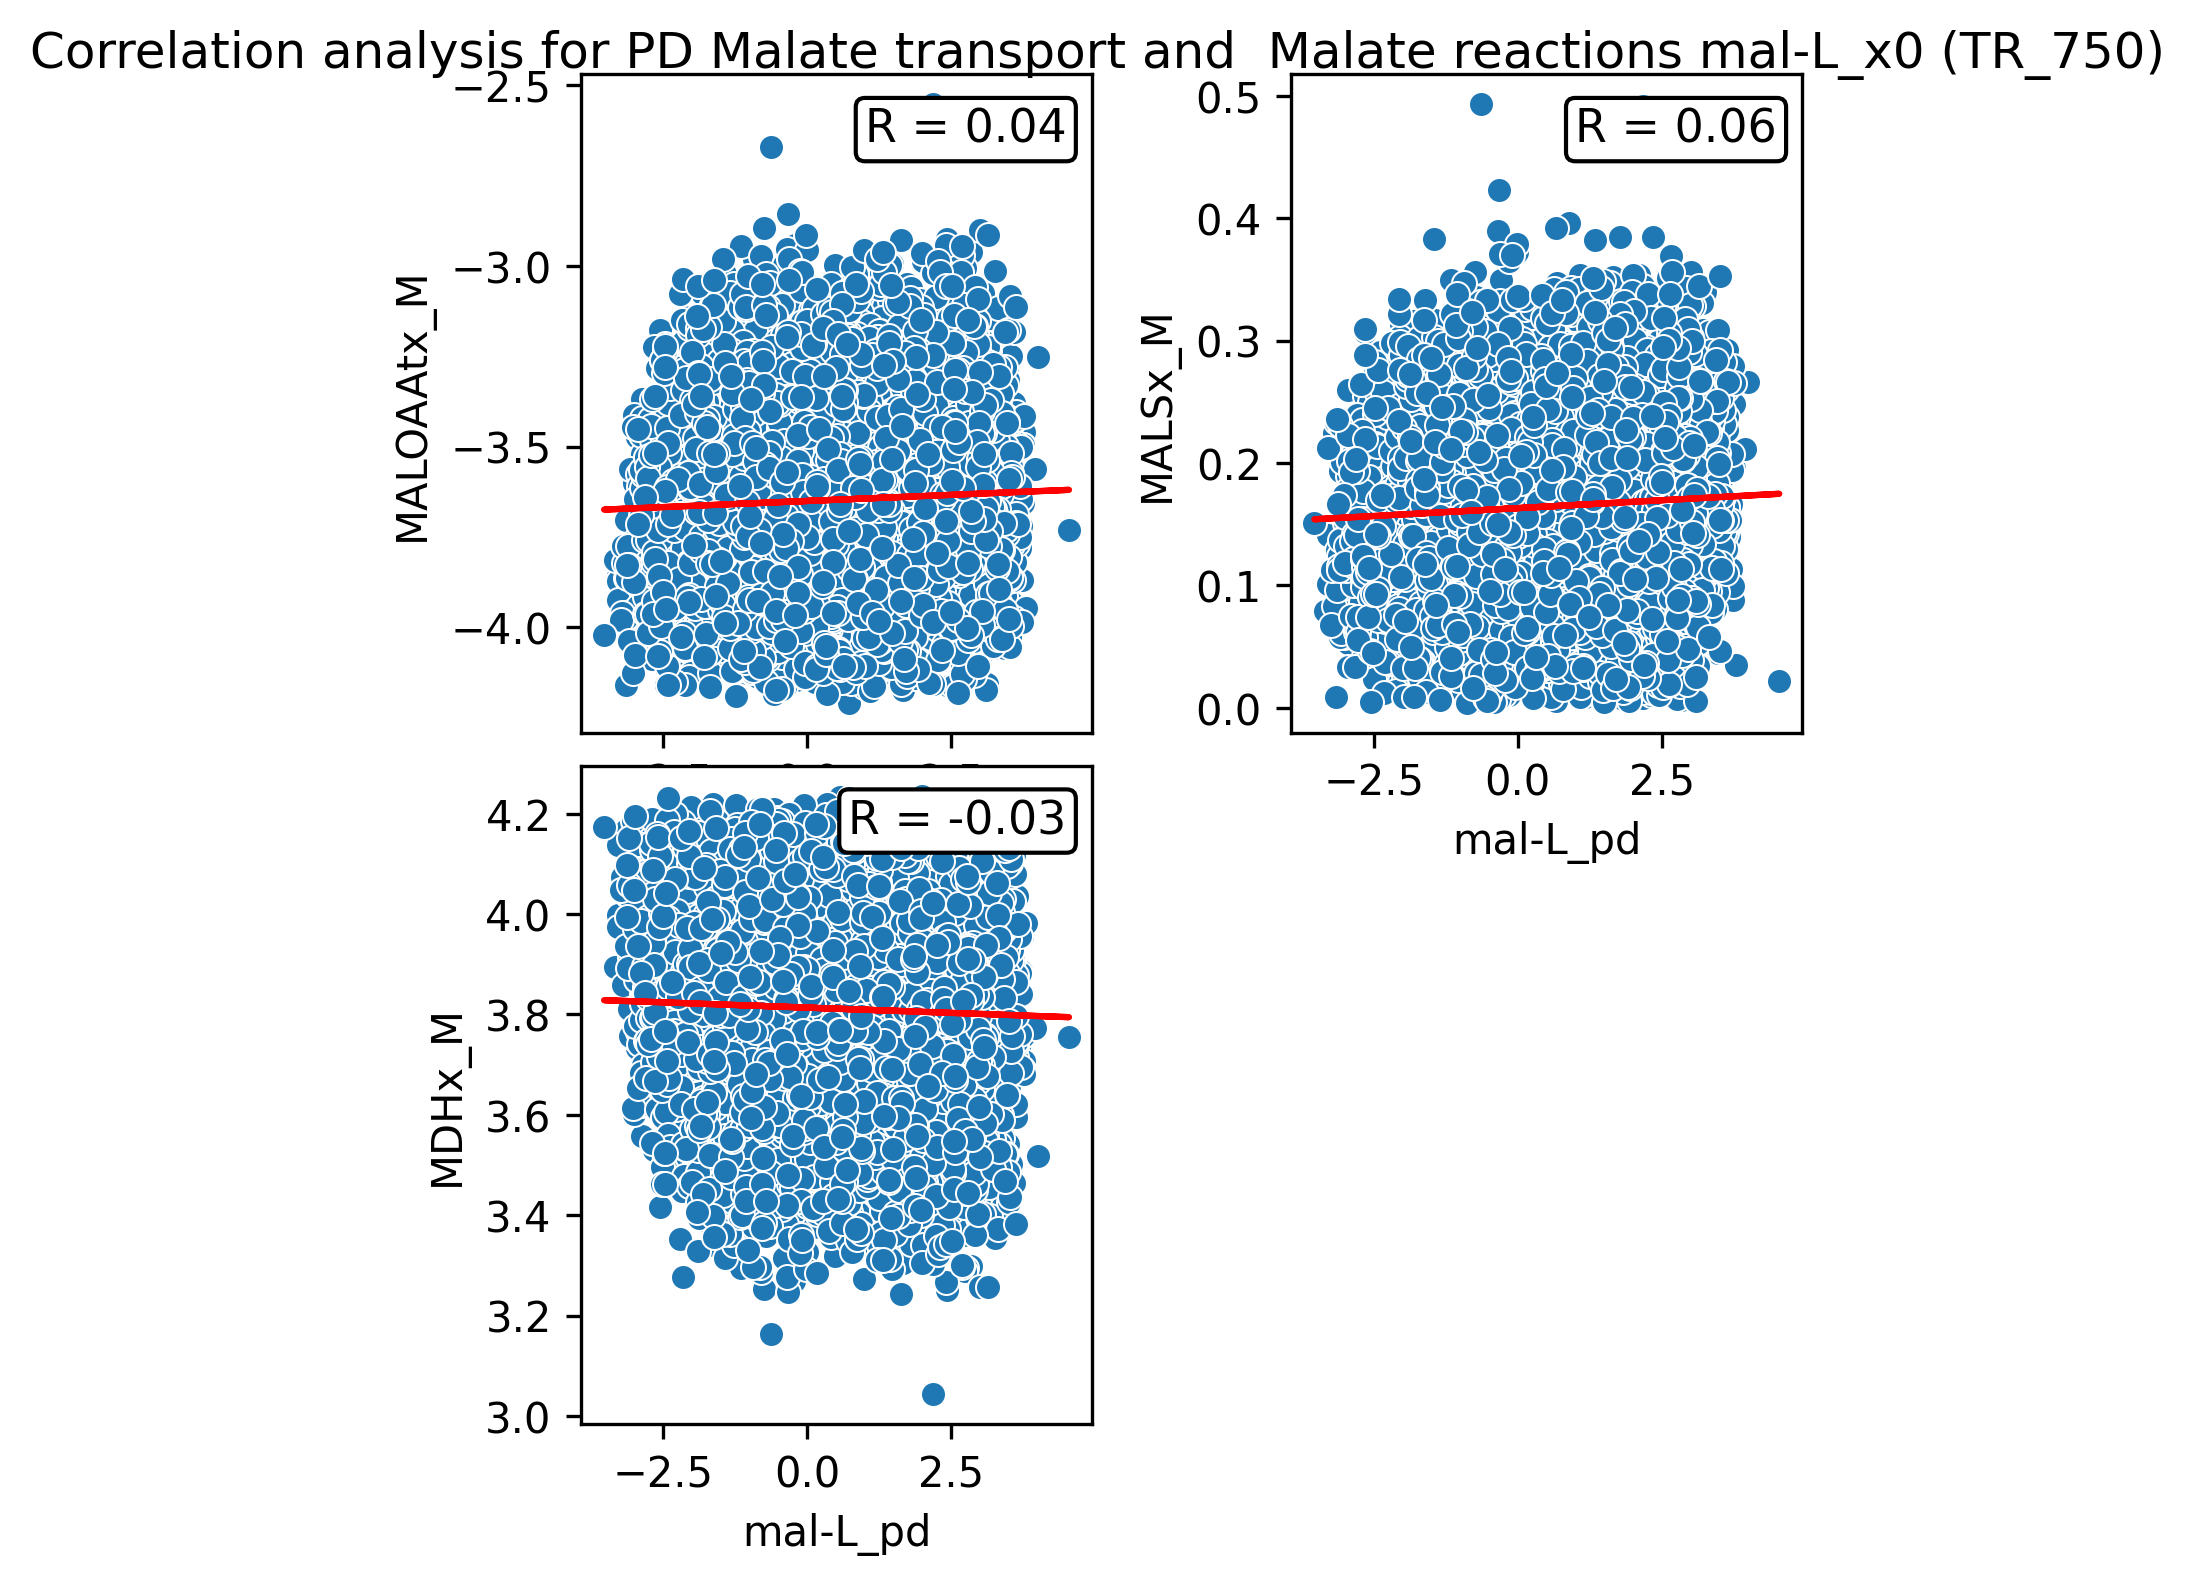 Correlation analysis for PD Malate transport and  Malate reactions mal-L_x0 (TR_750)
−2.5
−3.0
−3.5
−4.0
MALOAAtx_M
R = 0.04
0.5
0.4
0.3
0.2
0.1
0.0
MALSx_M
R = 0.06
−2.5 0.0 2.5
mal-L_pd
4.2
4.0
3.8
3.6
3.4
3.2
3.0
MDHx_M
R = -0.03
−2.5 0.0 2.5
mal-L_pd